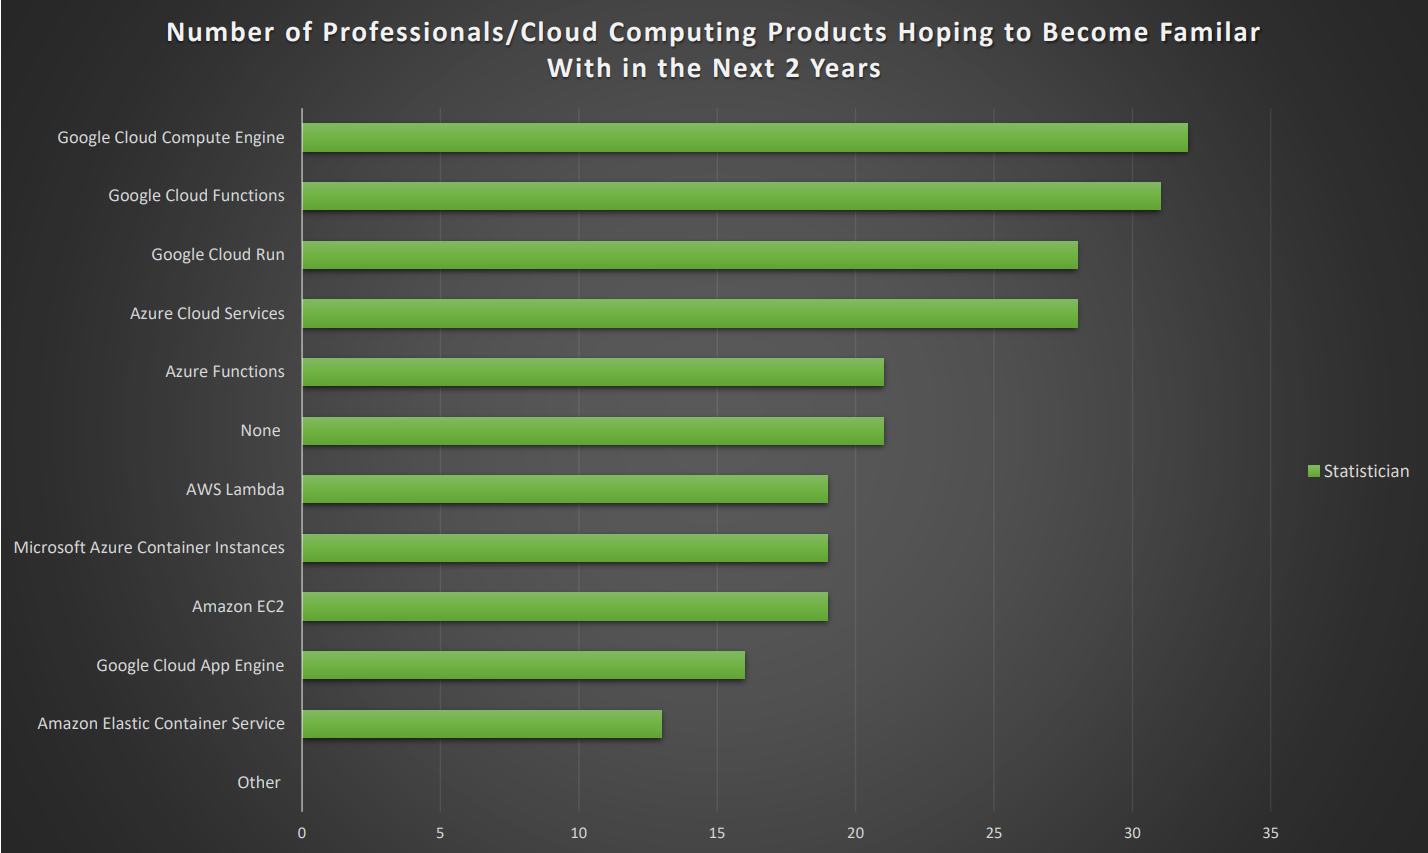 Number of Professionals/Cloud Computing Products Hoping to Become Familar
With in the Next 2 Years
Google Cloud Compute Engine
Google Cloud Functions
Google Cloud Run
Azure Cloud Services
Azure Functions
None
AWS Lambda
Microsoft Azure Container Instances
Amazon EC2
Google Cloud App Engine
Amazon Elastic Container Service
Other
0 5 10 15 20 25 30 35
Statistician